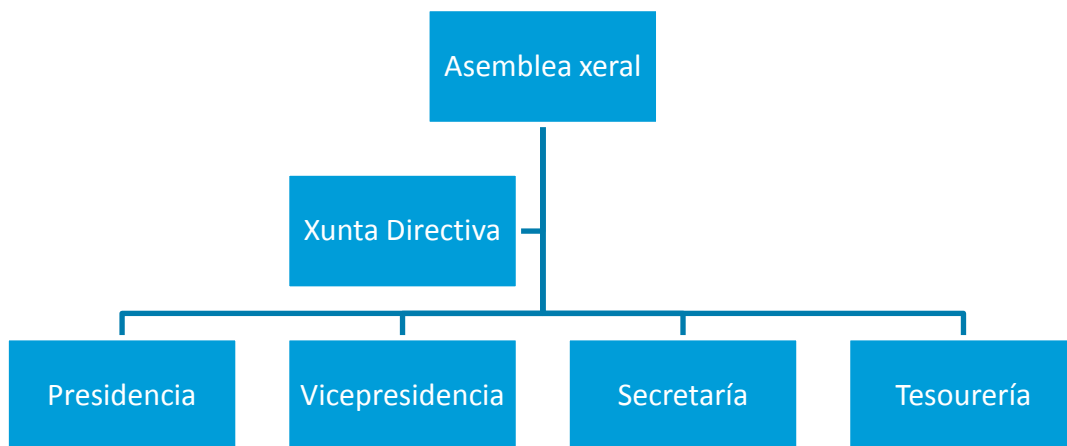 Asemblea xeral
Xunta Directiva
Presidencia
Vicepresidencia
Secretaría
Tesourería